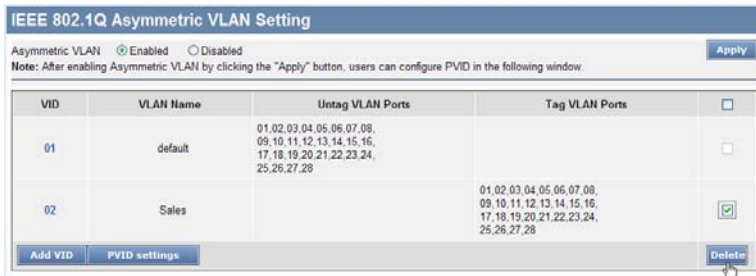 IEEE 802.1Q Asymmetric VLAN Setting
Asymmetric VLAN Enabled Disabled Apply
Note: After enabling Asymmetric VLAN by clicking the "Apply" button, users can configure PVID in the following window.
VID VLAN Name Untag VLAN Ports Tag VLAN Ports
01 default 01,02,03,04,05,06,07,08,
09,10,11,12,13,14,15,16,
17,18,19,20,21,22,23,24,
25,26,27,28
02 Sales 01,02,03,04,05,06,07,08,
09,10,11,12,13,14,15,16,
17,18,19,20,21,22,23,24,
25,26,27,28
Add VID PVID settings Delete